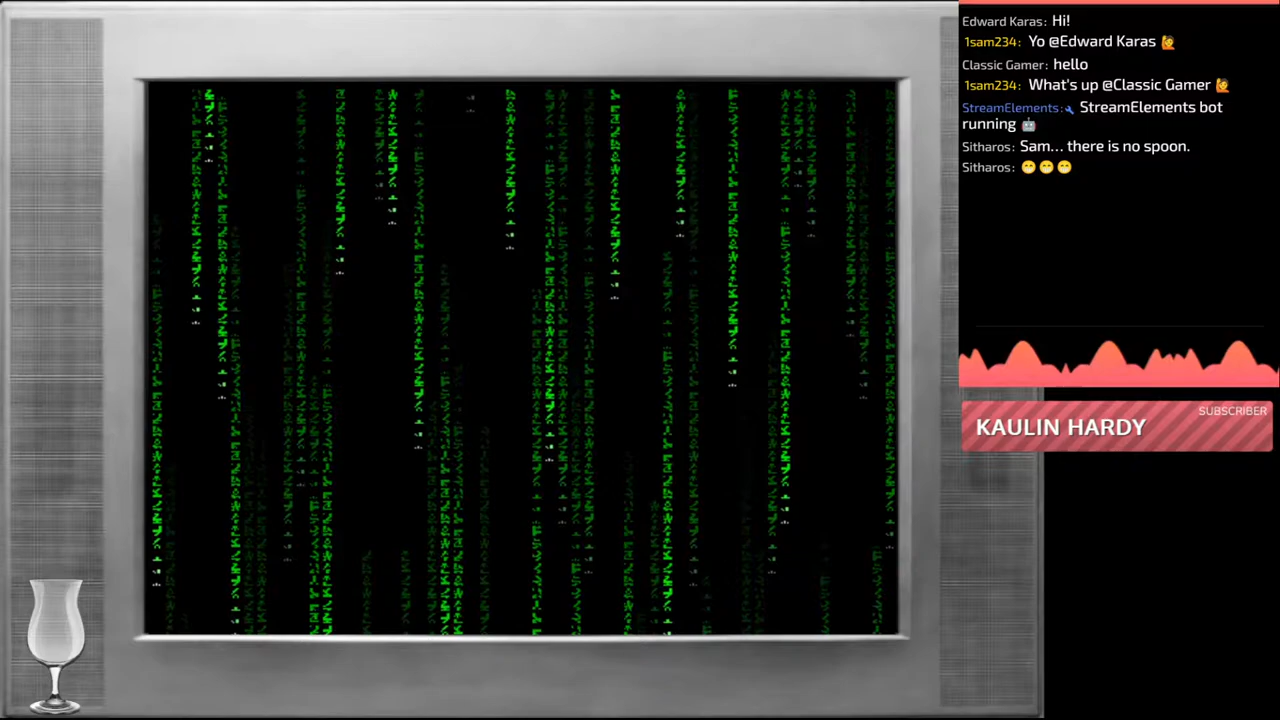 Edward Karas: Hi!
1sam234: Yo @Edward Karas 🙋
Classic Gamer: hello
1sam234: What's up @Classic Gamer 🙋
StreamElements: StreamElements bot
running 🤖
Sitharos: Sam... there is no spoon.
Sitharos: 😁😁😁
SUBSCRIBER
KAULIN HARDY